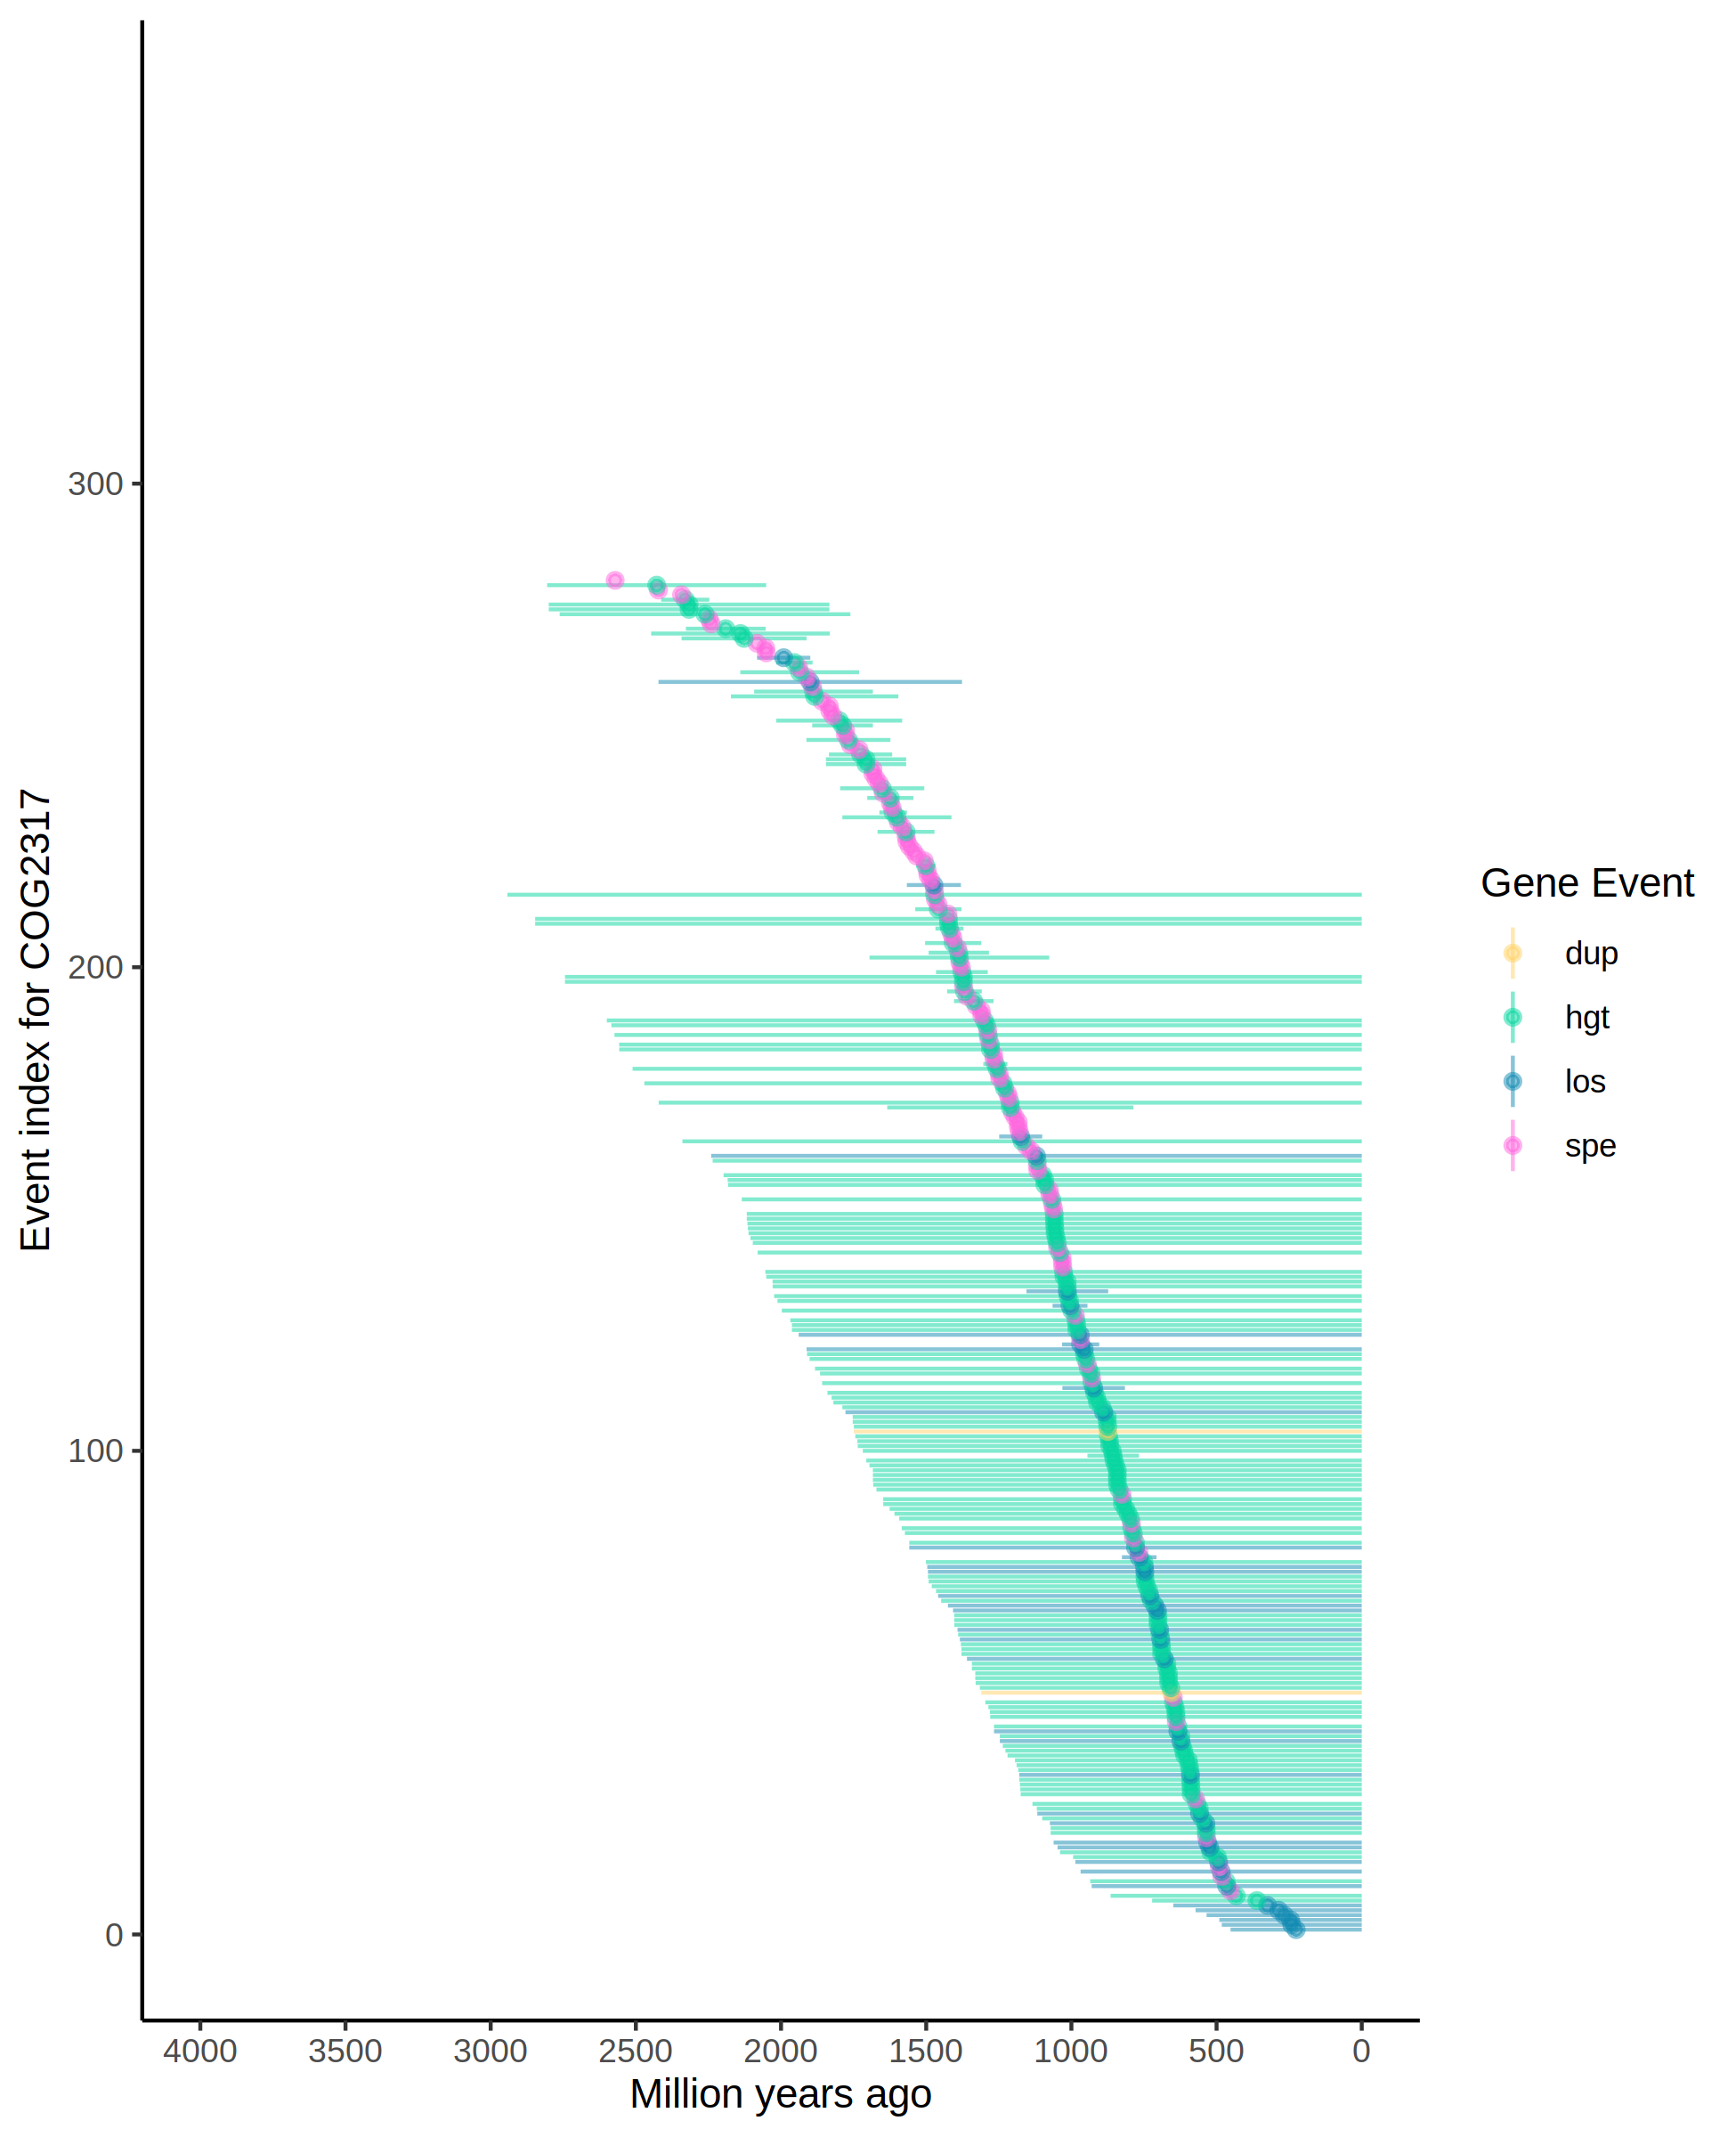 Event index for COG2317
300
200
100
0
4000 3500 3000 2500 2000 1500 1000 500 0
Million years ago
Gene Event
dup
hgt
los
spe